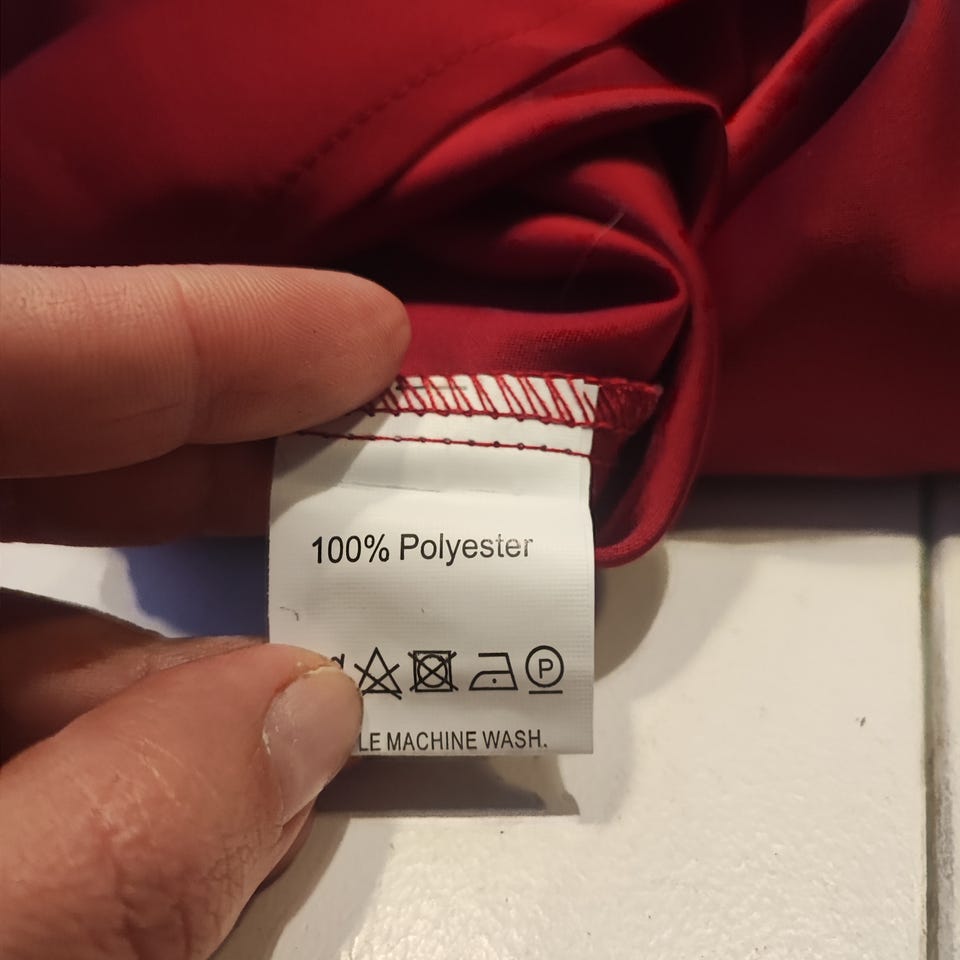 100% Polyester
P
MACHINE WASH.